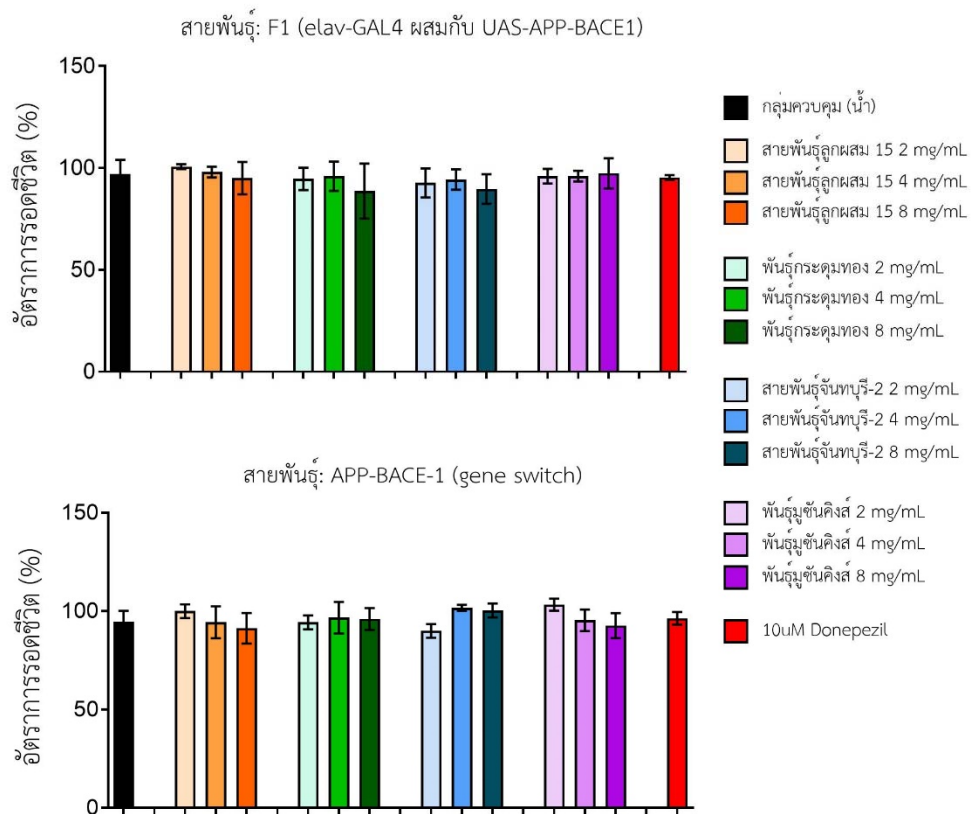 สายพันธุ์: F1 (elav-GAL4 ผสมกับ UAS-APP-BACE1)
อัตราการรอดชีวิต (%)
150
100
50
0
สายพันธุ์: APP-BACE-1 (gene switch)
อัตราการรอดชีวิต (%)
150
100
50
0
กลุ่มควบคุม (น้ำ)
สายพันธุ์ลูกผสม 15 2 mg/mL
สายพันธุ์ลูกผสม 15 4 mg/mL
สายพันธุ์ลูกผสม 15 8 mg/mL
พันธุ์กระดุมทอง 2 mg/mL
พันธุ์กระดุมทอง 4 mg/mL
พันธุ์กระดุมทอง 8 mg/mL
สายพันธุ์จันทบุรี-2 2 mg/mL
สายพันธุ์จันทบุรี-2 4 mg/mL
สายพันธุ์จันทบุรี-2 8 mg/mL
พันธุ์มูซันคิงส์ 2 mg/mL
พันธุ์มูซันคิงส์ 4 mg/mL
พันธุ์มูซันคิงส์ 8 mg/mL
10uM Donepezil